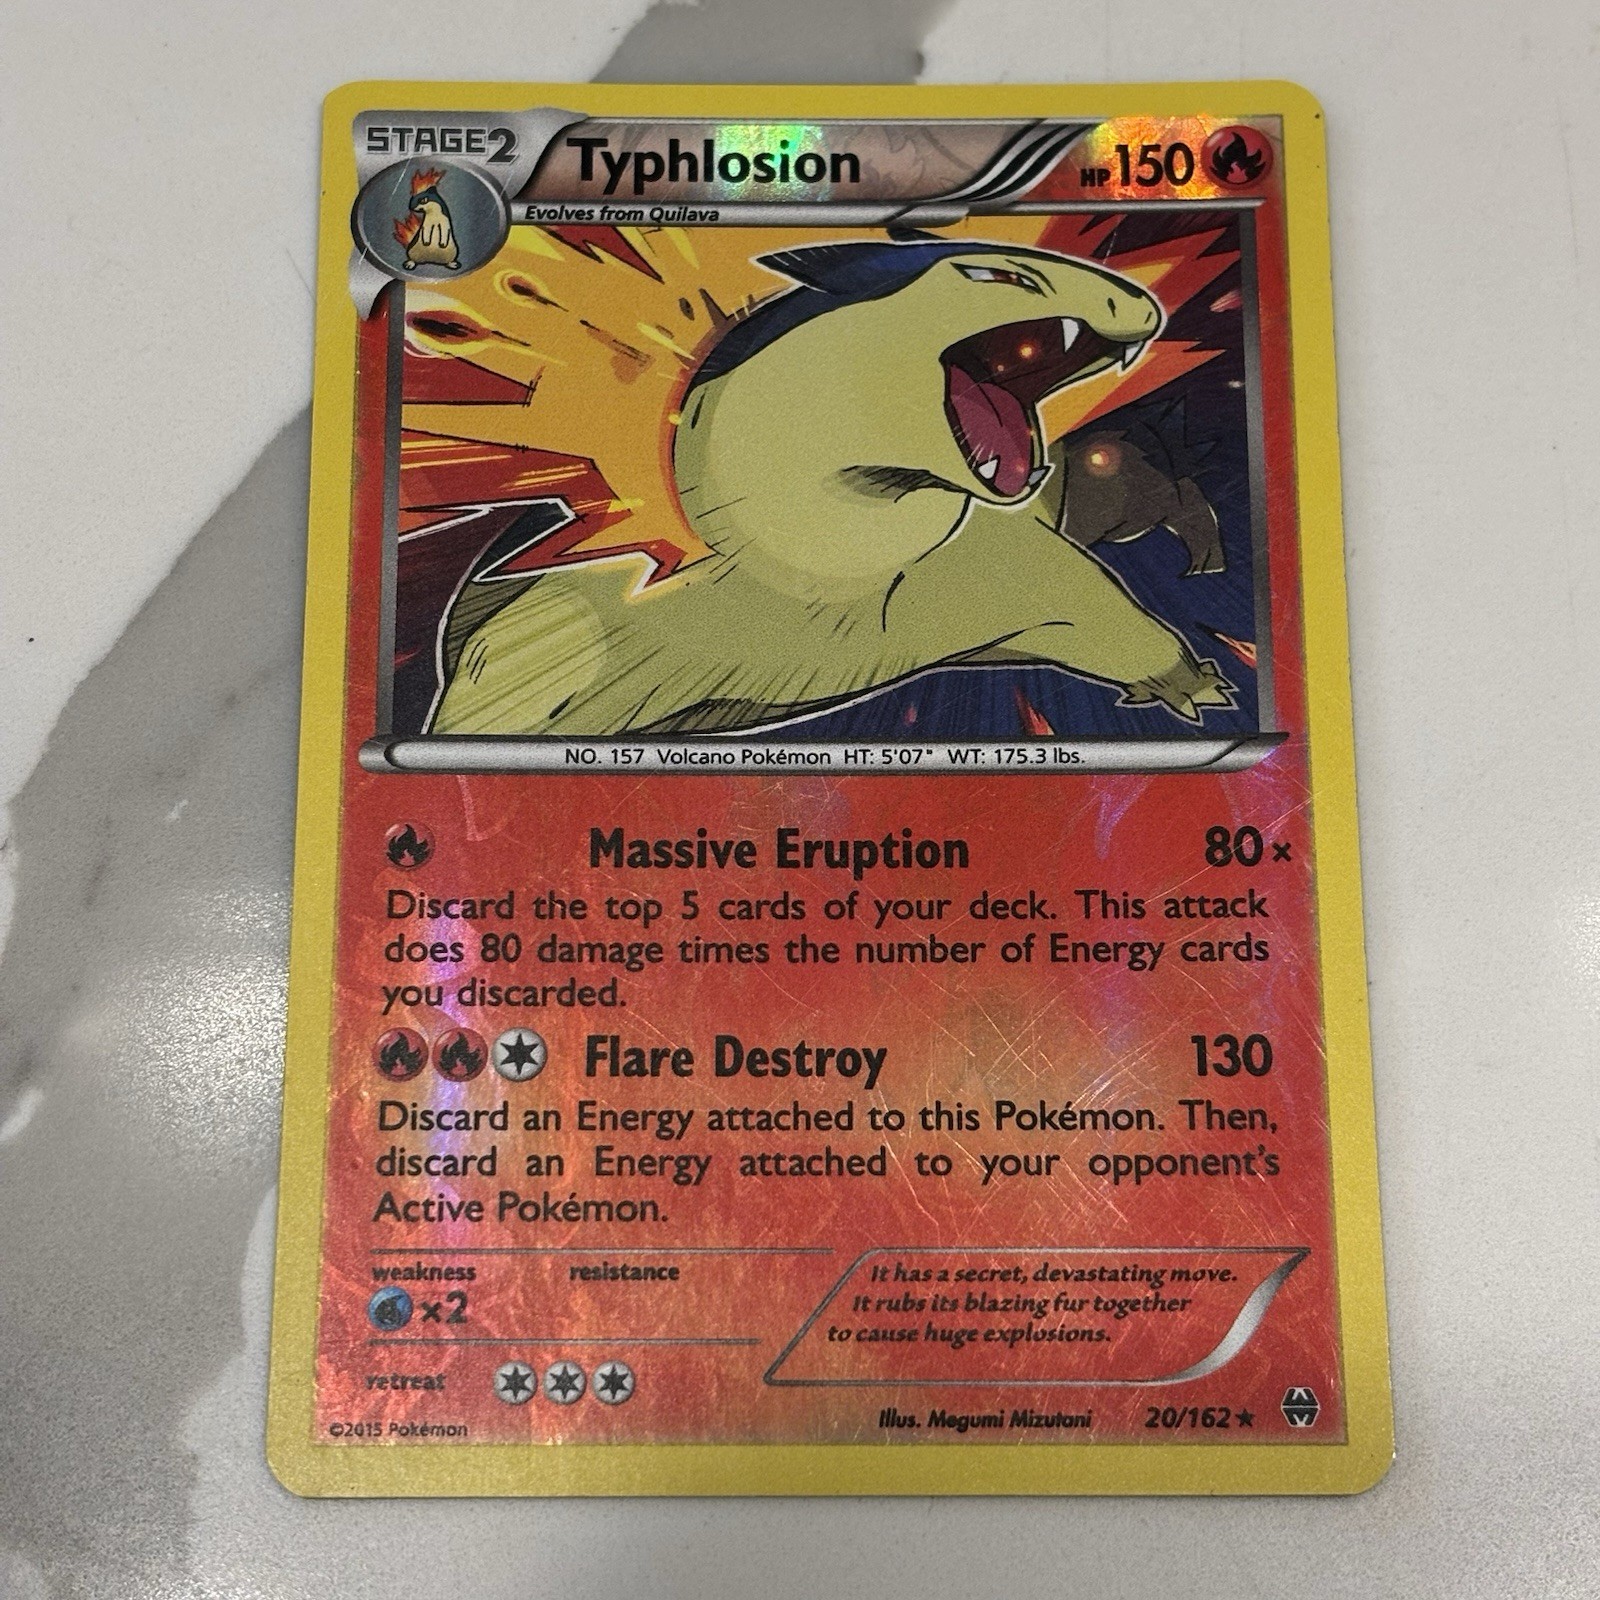 STAGE2
Typhlosion
HP150
Evolves from Quilava
NO. 157 Volcano Pokémon HT: 5'07" WT: 175.3 lbs.
Massive Eruption 80×
Discard the top 5 cards of your deck. This attack
does 80 damage times the number of Energy cards
you discarded.
Flare Destroy 130
Discard an Energy attached to this Pokémon. Then,
discard an Energy attached to your opponent's
Active Pokémon.
weakness resistance
×2
It has a secret, devastating move.
It rubs its blazing fur together
to cause huge explosions.
retreat
Illus. Megumi Mizutani 20/162★
©2015 Pokémon